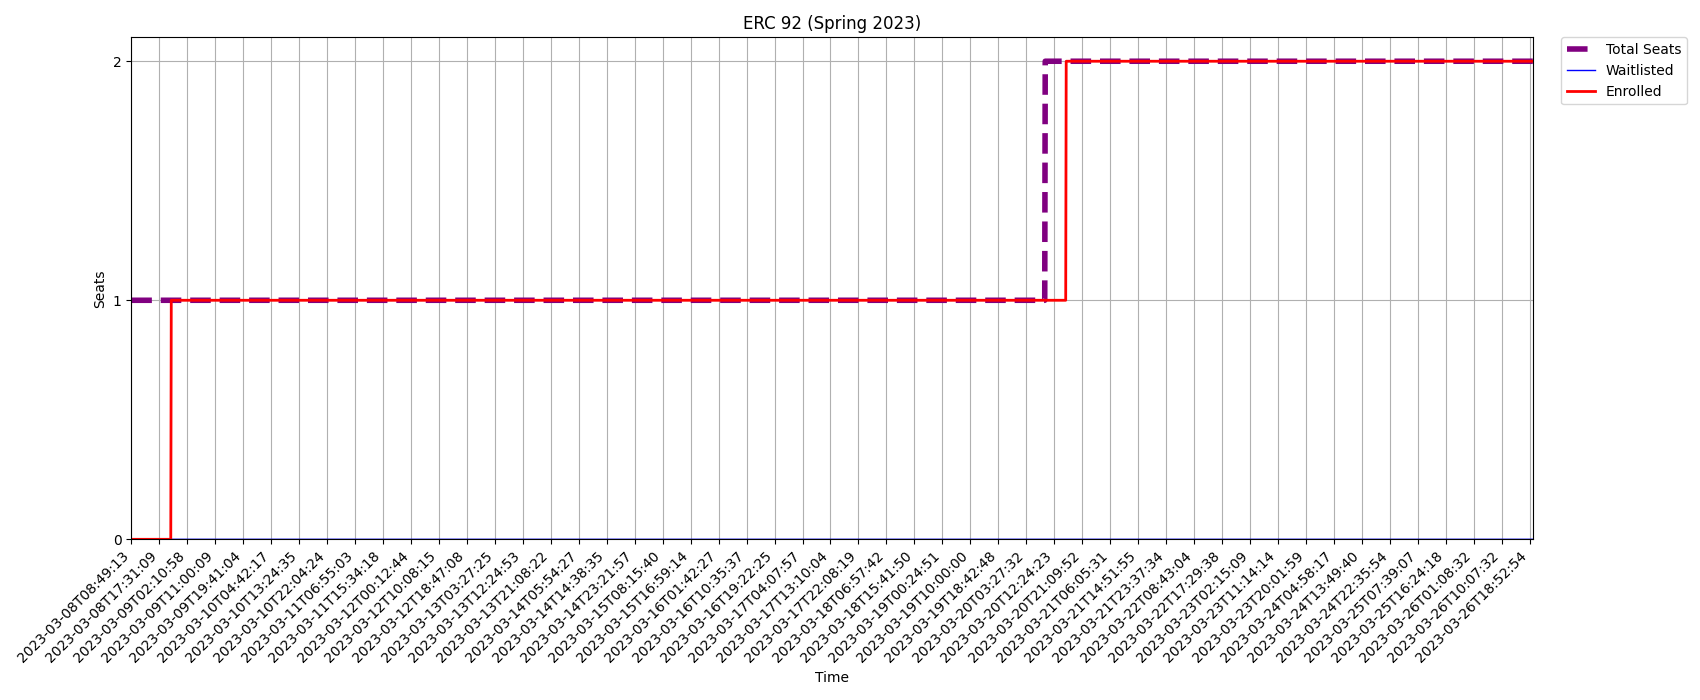 ERC 92 (Spring 2023)
Total Seats
Waitlisted
Enrolled
2
1
0
Seats
2023-03-08T08:49:13
2023-03-08T17:31:09
2023-03-09T02:10:58
2023-03-09T11:00:09
2023-03-09T19:41:04
2023-03-10T04:42:17
2023-03-10T13:24:35
2023-03-10T22:04:24
2023-03-11T06:55:03
2023-03-11T15:34:18
2023-03-12T00:12:44
2023-03-12T10:08:15
2023-03-12T18:47:08
2023-03-13T03:27:25
2023-03-13T12:24:53
2023-03-13T21:08:22
2023-03-14T05:54:27
2023-03-14T14:38:35
2023-03-14T23:21:57
2023-03-15T08:15:40
2023-03-15T16:59:14
2023-03-16T01:42:27
2023-03-16T10:35:37
2023-03-16T19:22:25
2023-03-17T04:07:57
2023-03-17T13:10:04
2023-03-17T22:08:19
2023-03-18T06:57:42
2023-03-18T15:41:50
2023-03-19T00:24:51
2023-03-19T10:00:00
2023-03-19T18:42:48
2023-03-20T03:27:32
2023-03-20T12:24:23
2023-03-20T21:09:52
2023-03-21T06:05:31
2023-03-21T14:51:55
2023-03-21T23:37:34
2023-03-22T08:43:04
2023-03-22T17:29:38
2023-03-23T02:15:09
2023-03-23T11:14:14
2023-03-23T20:01:59
2023-03-24T04:58:17
2023-03-24T13:49:40
2023-03-24T22:35:54
2023-03-25T07:39:07
2023-03-25T16:24:18
2023-03-26T01:08:32
2023-03-26T10:07:32
2023-03-26T18:52:54
Time